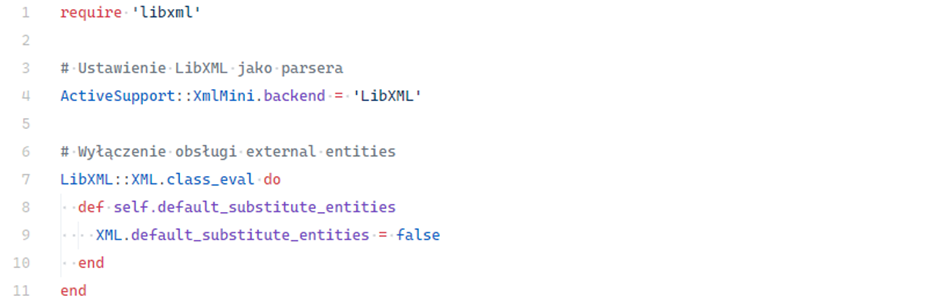 1 require 'libxml'
2
3 # Ustawienie LibXML jako parsera
4 ActiveSupport::XmlMini.backend = 'LibXML'
5
6 # Wyłączenie obsługi external entities
7 LibXML::XML.class_eval do
8   def self.default_substitute_entities
9     XML.default_substitute_entities = false
10   end
11 end